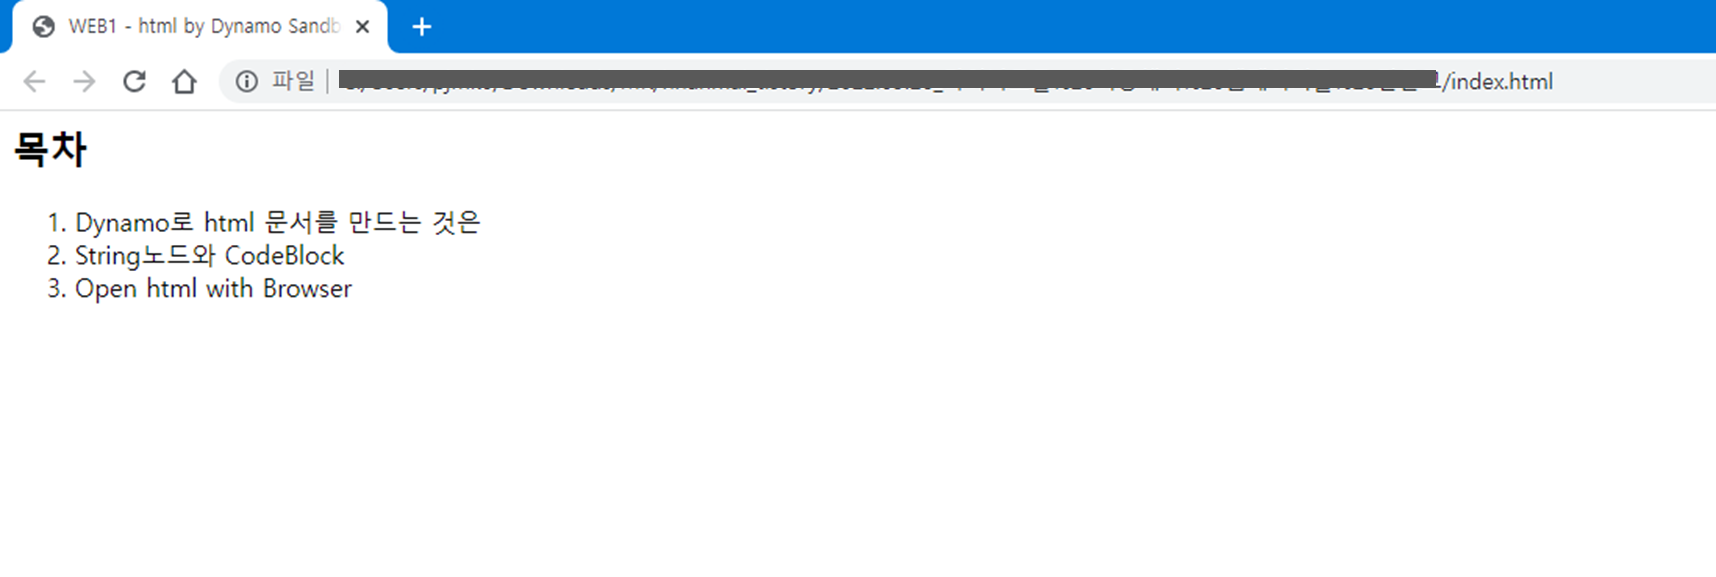 WEB1 - html by Dynamo Sandb
파일
/index.html
목차
1. Dynamo로 html 문서를 만드는 것은
2. String노드와 CodeBlock
3. Open html with Browser